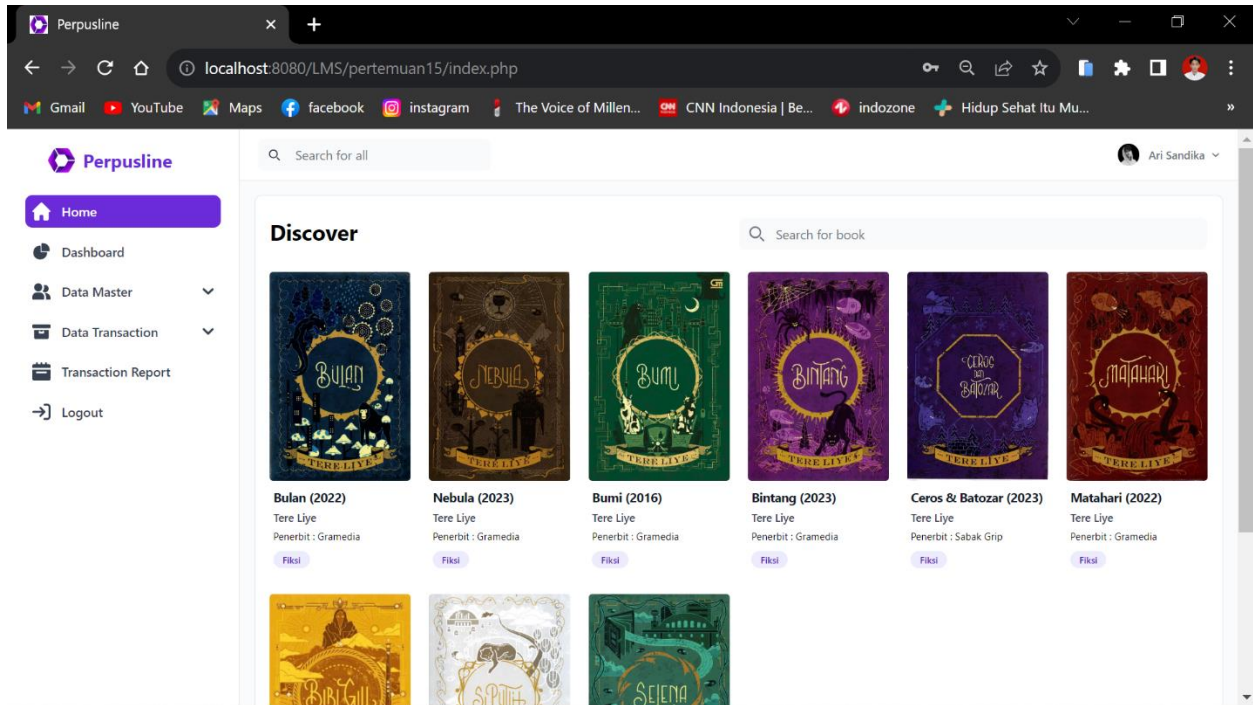 Perpusline
localhost:8080/LMS/pertemuan15/index.php
Gmail YouTube Maps facebook instagram The Voice of Millen... CNN Indonesia | Be... indozone Hidup Sehat Itu Mu... »
Perpusline
Search for all
Ari Sandika
Home
Dashboard
Data Master
Data Transaction
Transaction Report
Logout
Discover
Search for book
BULAN
TERE LIYE
NEBULA
TERE LIYE
BUMI
TERE LIYE
BINTANG
TERE LIYE
CEROS
DAN
BATOZAR
TERE LIYE
MATAHARI
TERE LIYE
Bulan (2022)
Tere Liye
Penerbit : Gramedia
Fiksi
Nebula (2023)
Tere Liye
Penerbit : Gramedia
Fiksi
Bumi (2016)
Tere Liye
Penerbit : Gramedia
Fiksi
Bintang (2023)
Tere Liye
Penerbit : Gramedia
Fiksi
Ceros & Batozar (2023)
Tere Liye
Penerbit : Sabak Grip
Fiksi
Matahari (2022)
Tere Liye
Penerbit : Gramedia
Fiksi
BIBI GILL
SI PUTIH
SELENA